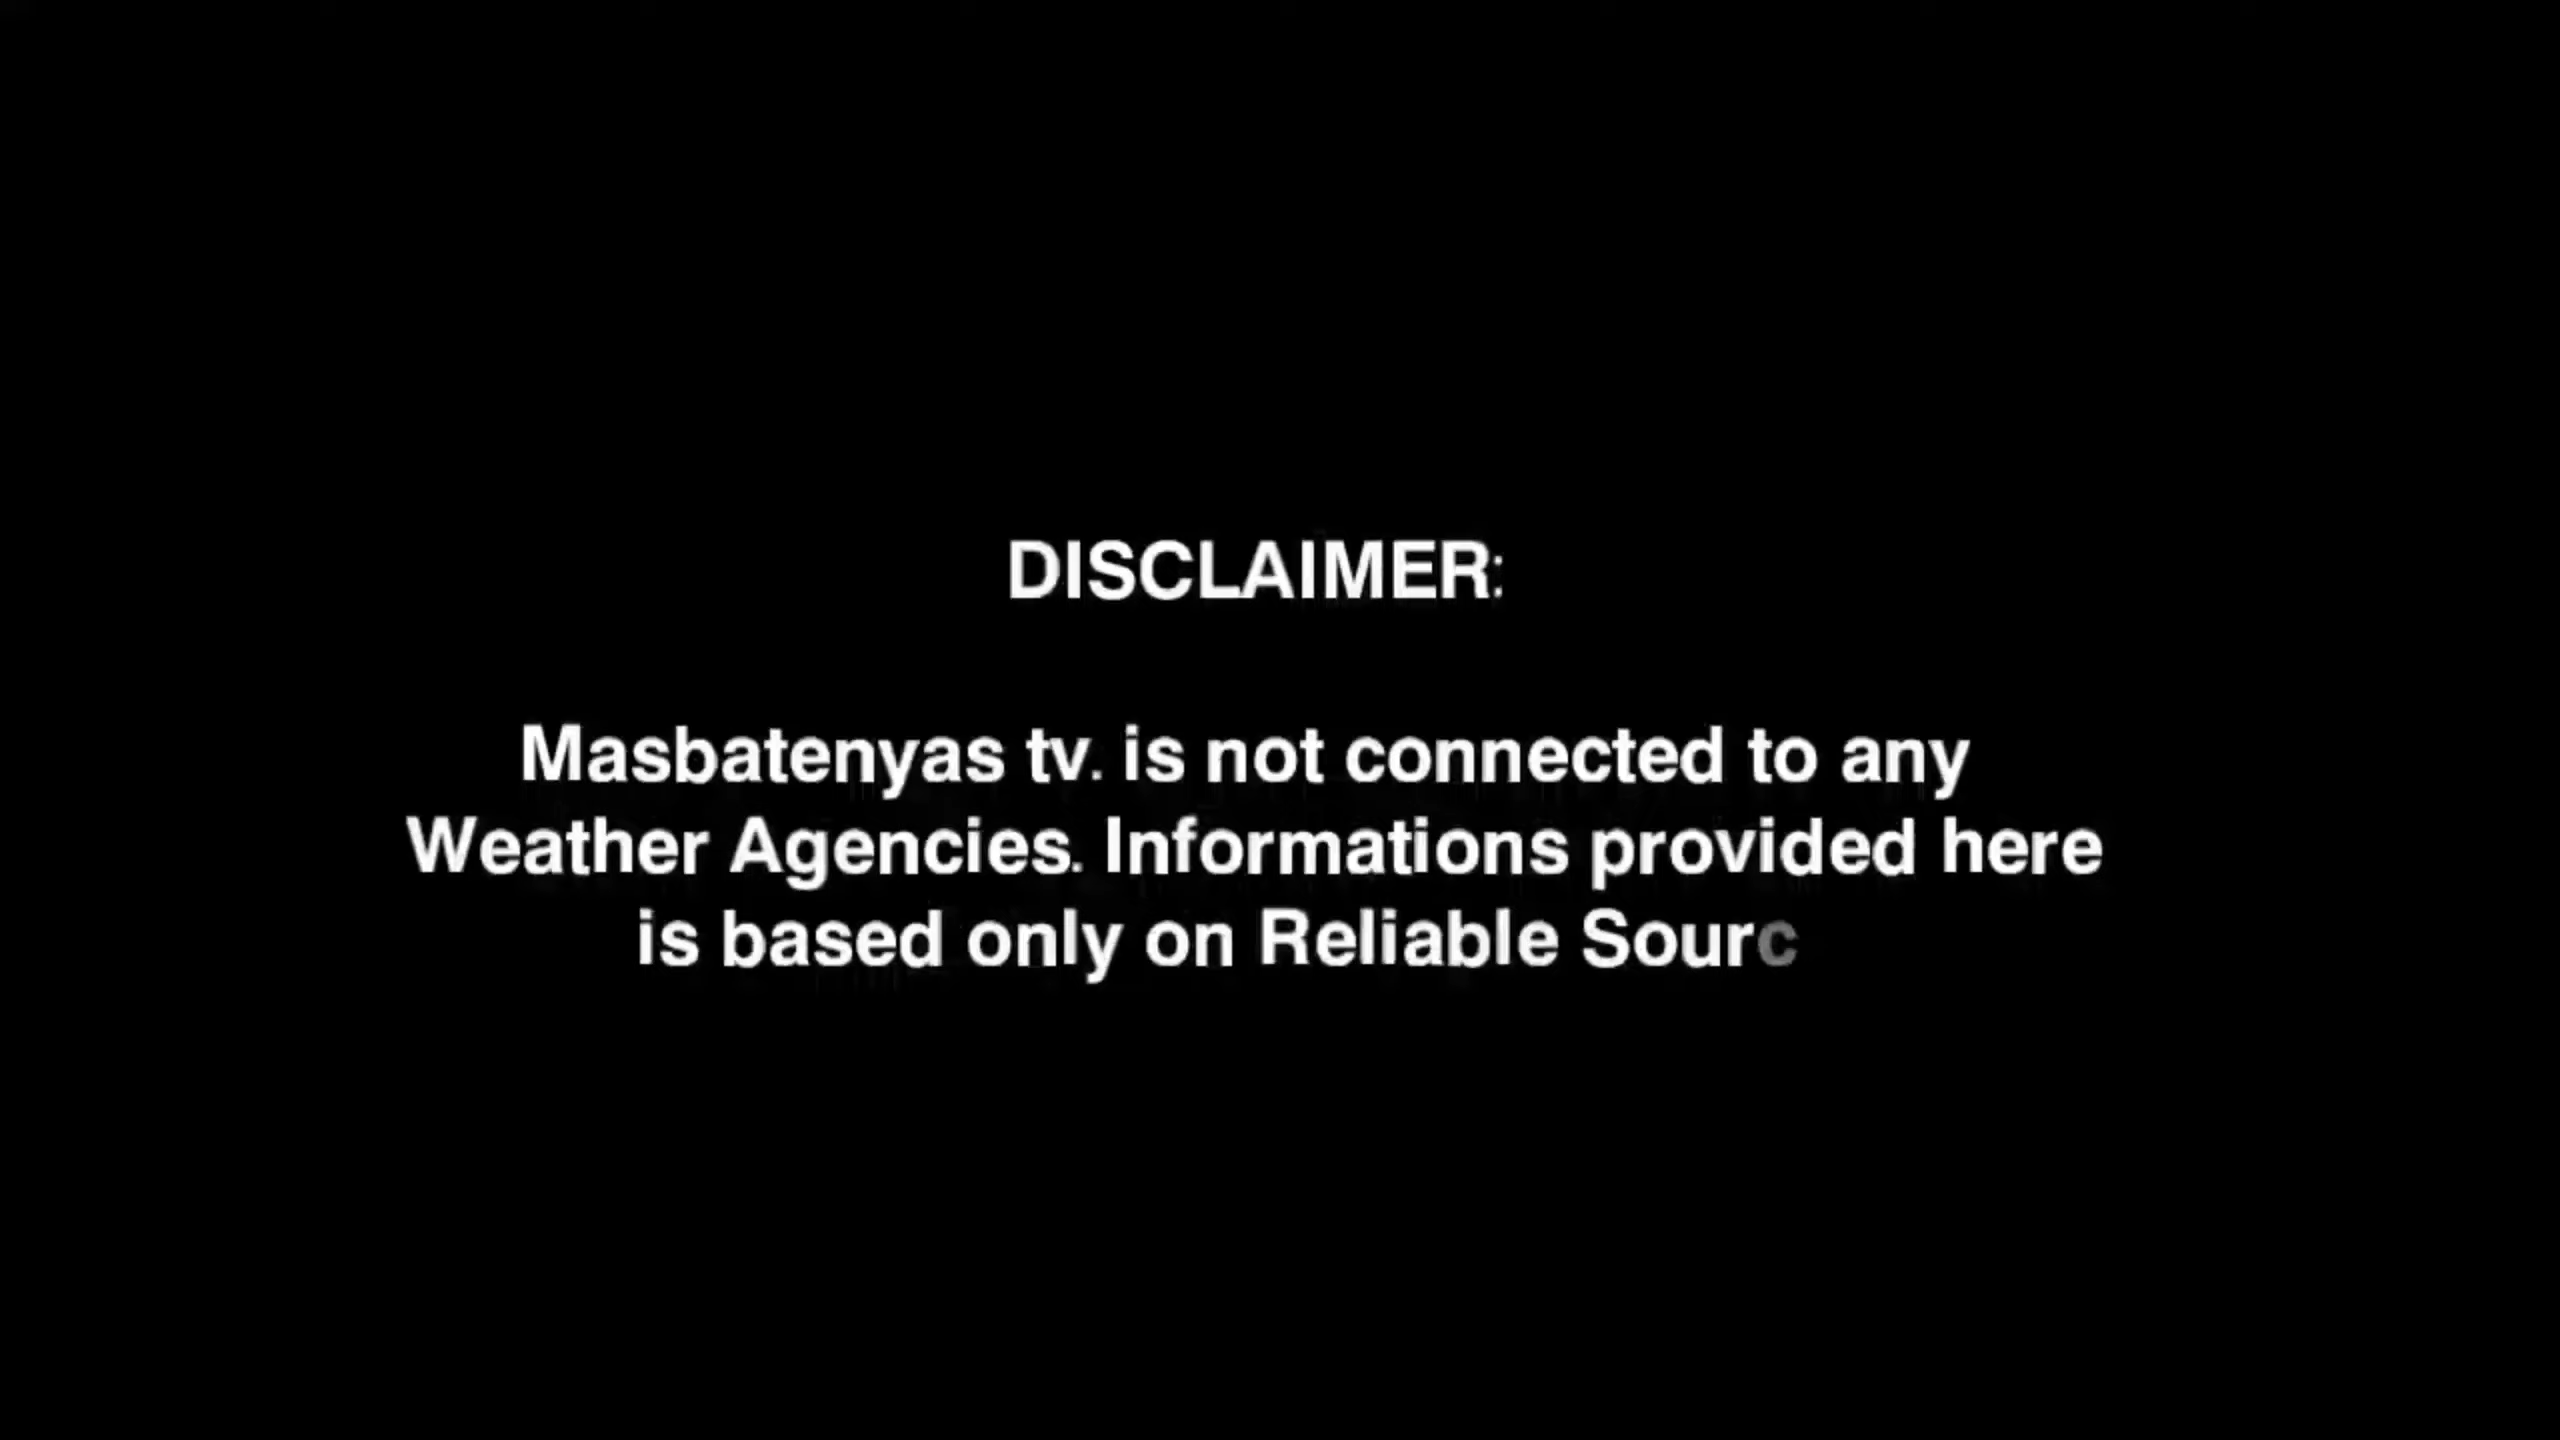 DISCLAIMER:
Masbatenyas tv. is not connected to any
Weather Agencies. Informations provided here
is based only on Reliable Sourc